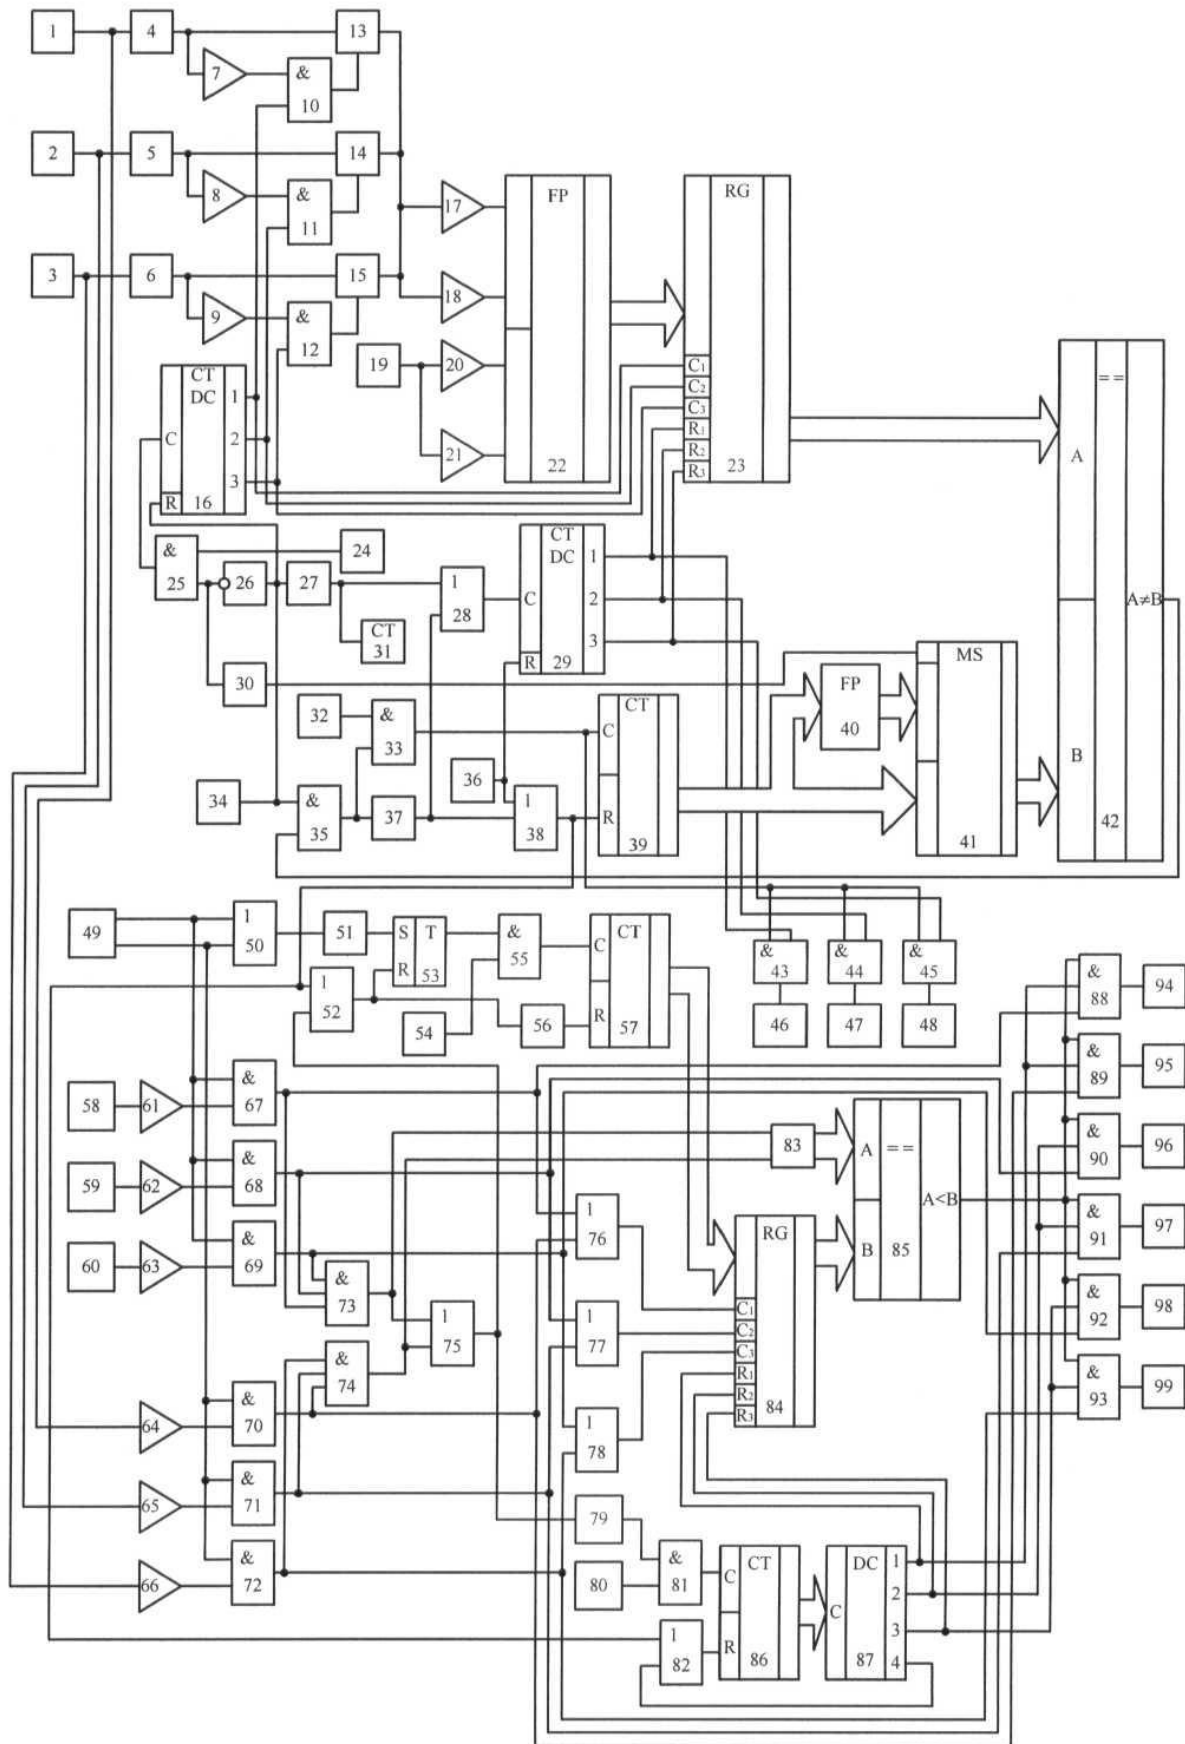 1 4 13
7 &
10
2 5 14
8 &
11
3 6 15
9 &
12
17 FP RG
18
19 20
21 22 23
C1
C2
C3
R1
R2
R3
CT
DC 1
C 2
3
R 16
A ==
A≠B
B 42
& 24
25 26 27
1
28
CT
31
30
CT
DC 1
C 2
3
R 29
MS
41
FP
40
32 &
33
CT
C
R 39
34 &
35
36
37
1
38
49 1
50
51 S T
R 53
&
55
CT
C
R 57
1
52
54 56
& 43
& 44
& 45
46 47 48
&
88 94
&
89 95
&
90 96
&
91 97
&
92 98
&
93 99
58 61 &
67
59 62 &
68
60 63 &
69
&
73
&
74
1
75
64 &
70
65 &
71
66 &
72
1
76
1
77
1
78
83
A ==
A<B
B 85
RG
C1
C2
C3
R1
R2
R3
84
79
80
&
81
1
82
CT
C
R 86
DC 1
2
C 3
87 4